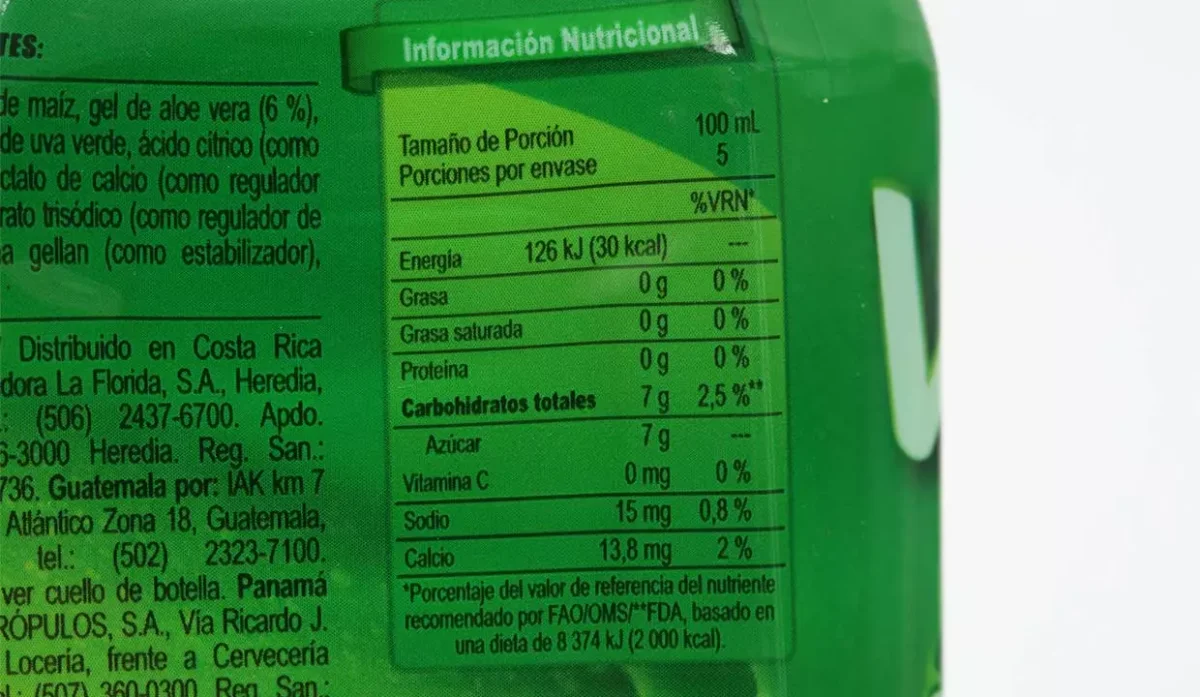 TES:
de maíz, gel de aloe vera (6 %),
de uva verde, ácido cítrico (como
ctato de calcio (como regulador
rato trisódico (como regulador de
a gellan (como estabilizador),
Distribuido en Costa Rica
dora La Florida, S.A., Heredia,
.: (506) 2437-6700. Apdo.
6-3000 Heredia. Reg. San.:
736. Guatemala por: IAK km 7
Atlántico Zona 18, Guatemala,
tel.: (502) 2323-7100.
ver cuello de botella. Panamá
RÓPULOS, S.A., Vía Ricardo J.
Locería, frente a Cervecería
l.: (507) 360-0300 Reg. San.:
Información Nutricional
Tamaño de Porción 100 mL
Porciones por envase 5
%VRN*
Energía 126 kJ (30 kcal) ---
Grasa 0 g 0 %
Grasa saturada 0 g 0 %
Proteína 0 g 0 %
Carbohidratos totales 7 g 2,5 %**
Azúcar 7 g ---
Vitamina C 0 mg 0 %
Sodio 15 mg 0,8 %
Calcio 13,8 mg 2 %
*Porcentaje del valor de referencia del nutriente
recomendado por FAO/OMS/**FDA, basado en
una dieta de 8 374 kJ (2 000 kcal).